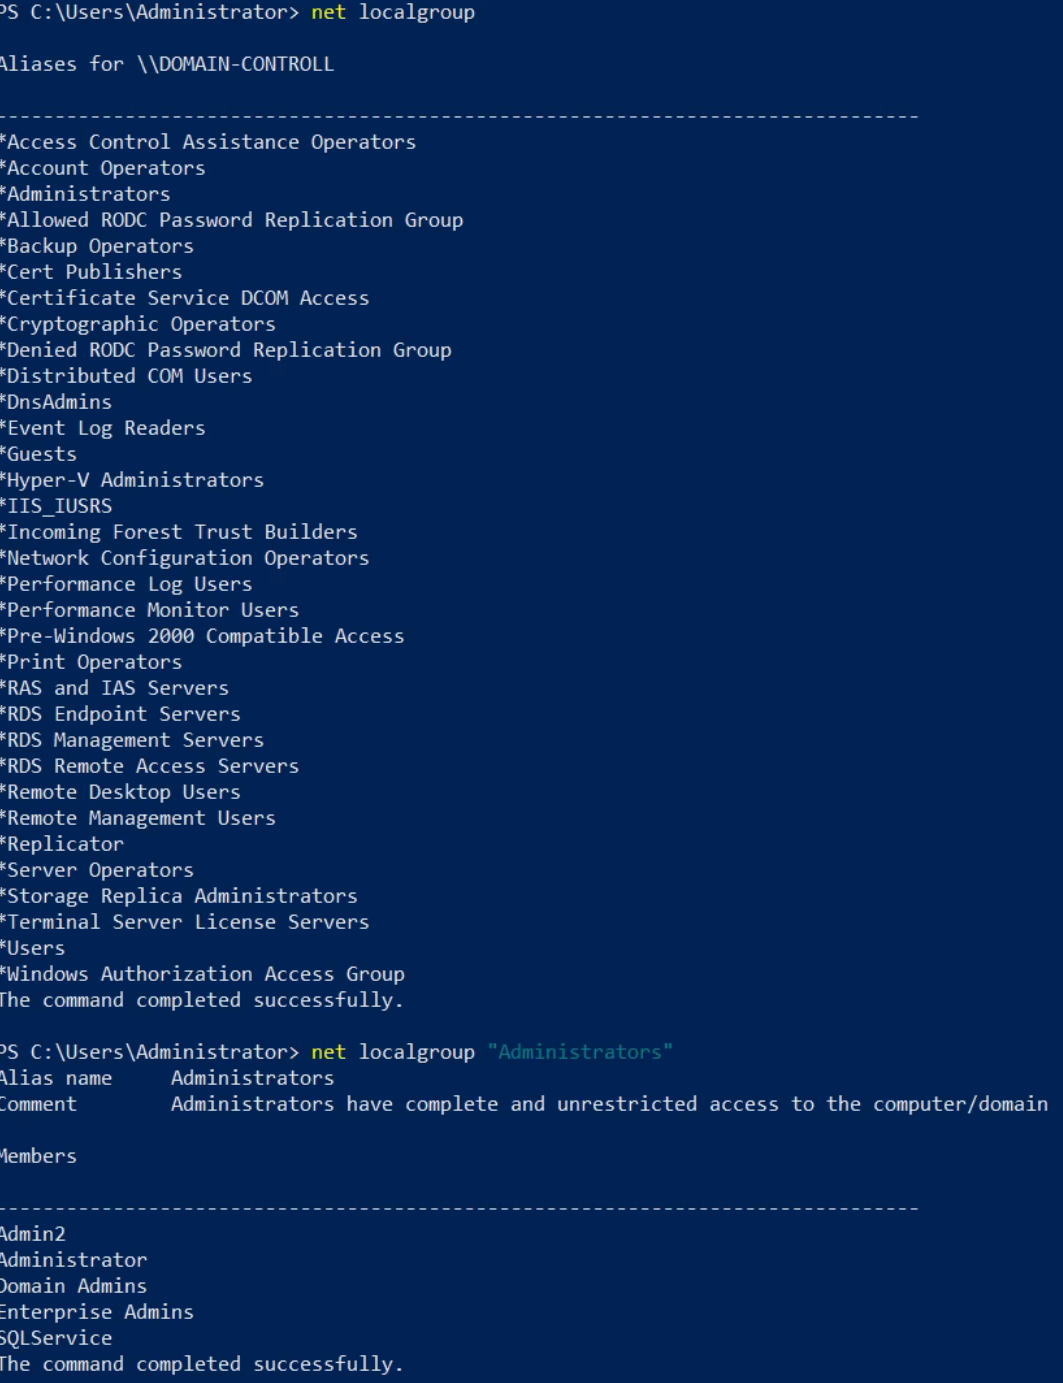 PS C:\Users\Administrator> net localgroup
Aliases for \\DOMAIN-CONTROLL
-------------------------------------------------------------------------------
*Access Control Assistance Operators
*Account Operators
*Administrators
*Allowed RODC Password Replication Group
*Backup Operators
*Cert Publishers
*Certificate Service DCOM Access
*Cryptographic Operators
*Denied RODC Password Replication Group
*Distributed COM Users
*DnsAdmins
*Event Log Readers
*Guests
*Hyper-V Administrators
*IIS_IUSRS
*Incoming Forest Trust Builders
*Network Configuration Operators
*Performance Log Users
*Performance Monitor Users
*Pre-Windows 2000 Compatible Access
*Print Operators
*RAS and IAS Servers
*RDS Endpoint Servers
*RDS Management Servers
*RDS Remote Access Servers
*Remote Desktop Users
*Remote Management Users
*Replicator
*Server Operators
*Storage Replica Administrators
*Terminal Server License Servers
*Users
*Windows Authorization Access Group
The command completed successfully.
PS C:\Users\Administrator> net localgroup "Administrators"
Alias name     Administrators
Comment        Administrators have complete and unrestricted access to the computer/domain
Members
-------------------------------------------------------------------------------
Admin2
Administrator
Domain Admins
Enterprise Admins
SQLService
The command completed successfully.